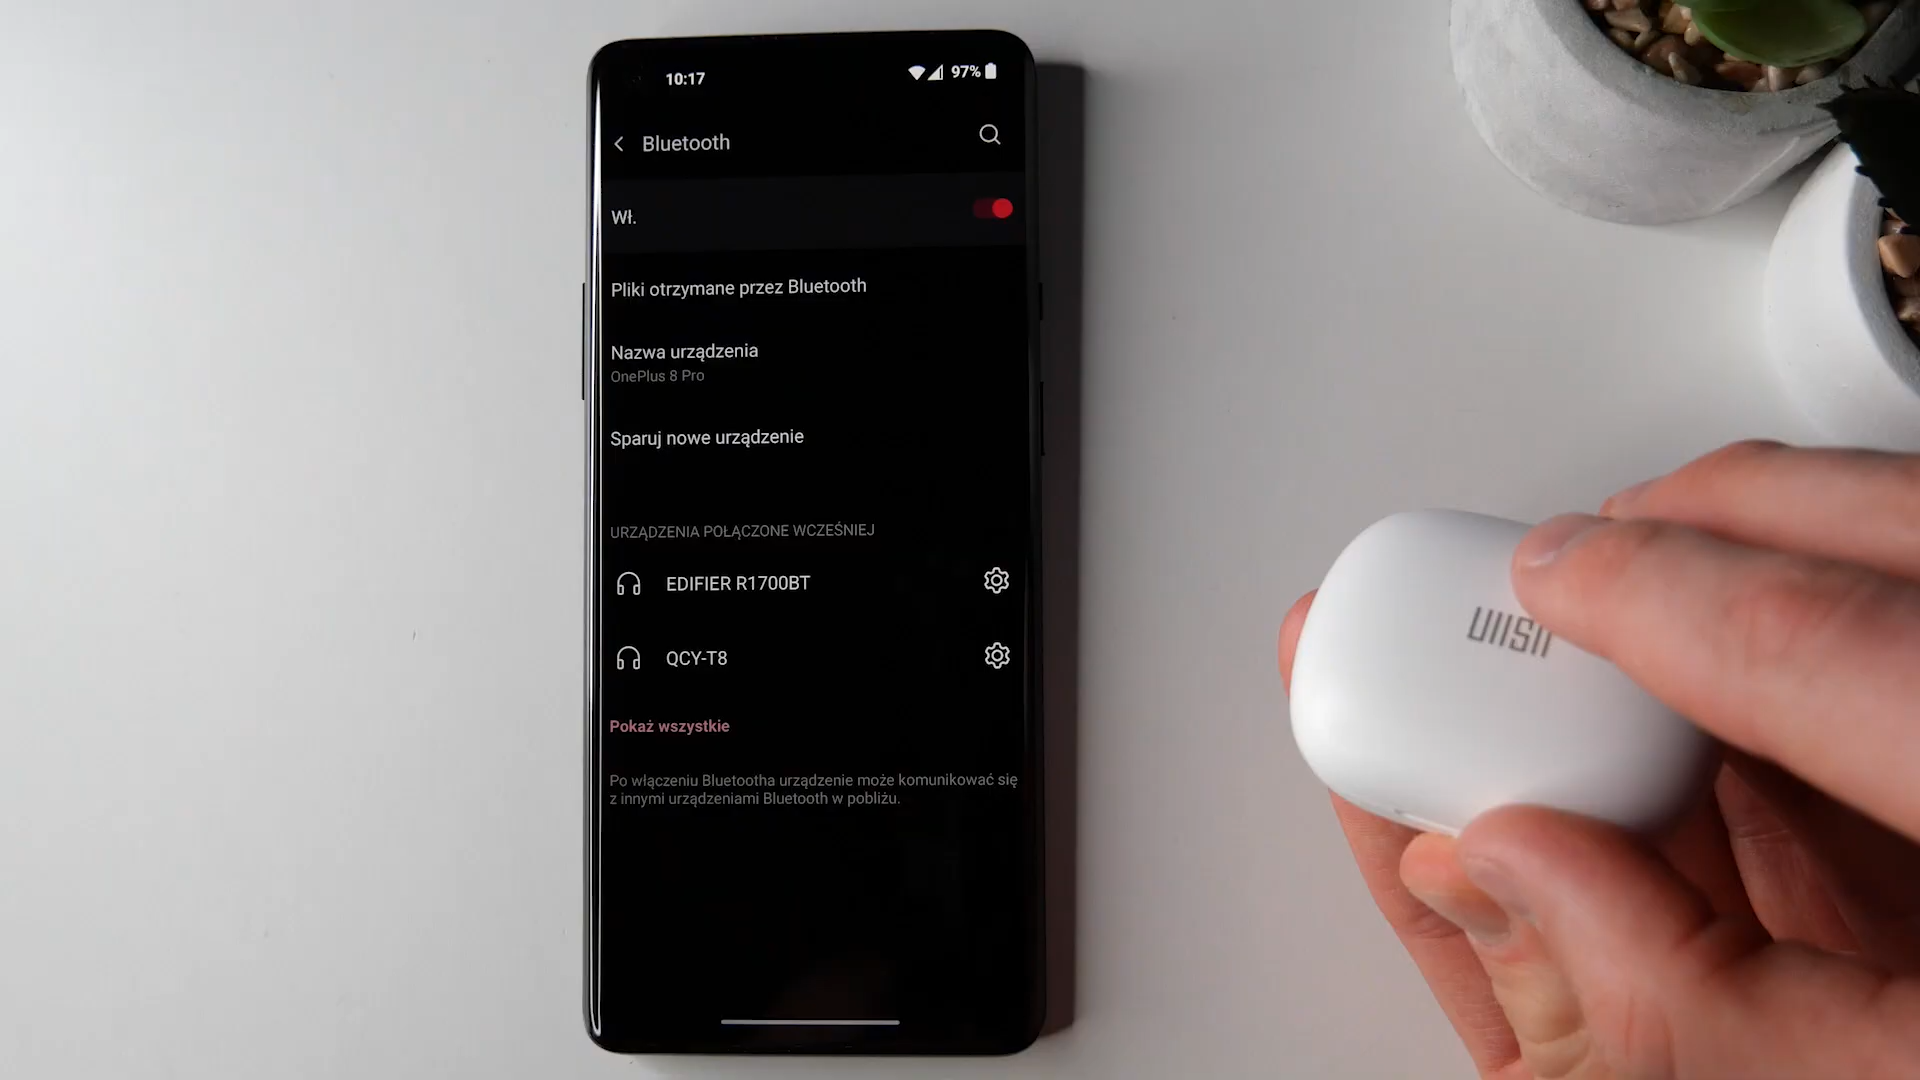 10:17
97%
Bluetooth
Wł.
Pliki otrzymane przez Bluetooth
Nazwa urządzenia
OnePlus 8 Pro
Sparuj nowe urządzenie
URZĄDZENIA POŁĄCZONE WCZEŚNIEJ
EDIFIER R1700BT
QCY-T8
Pokaż wszystkie
Po włączeniu Bluetootha urządzenie może komunikować się
z innymi urządzeniami Bluetooth w pobliżu.
UIISII